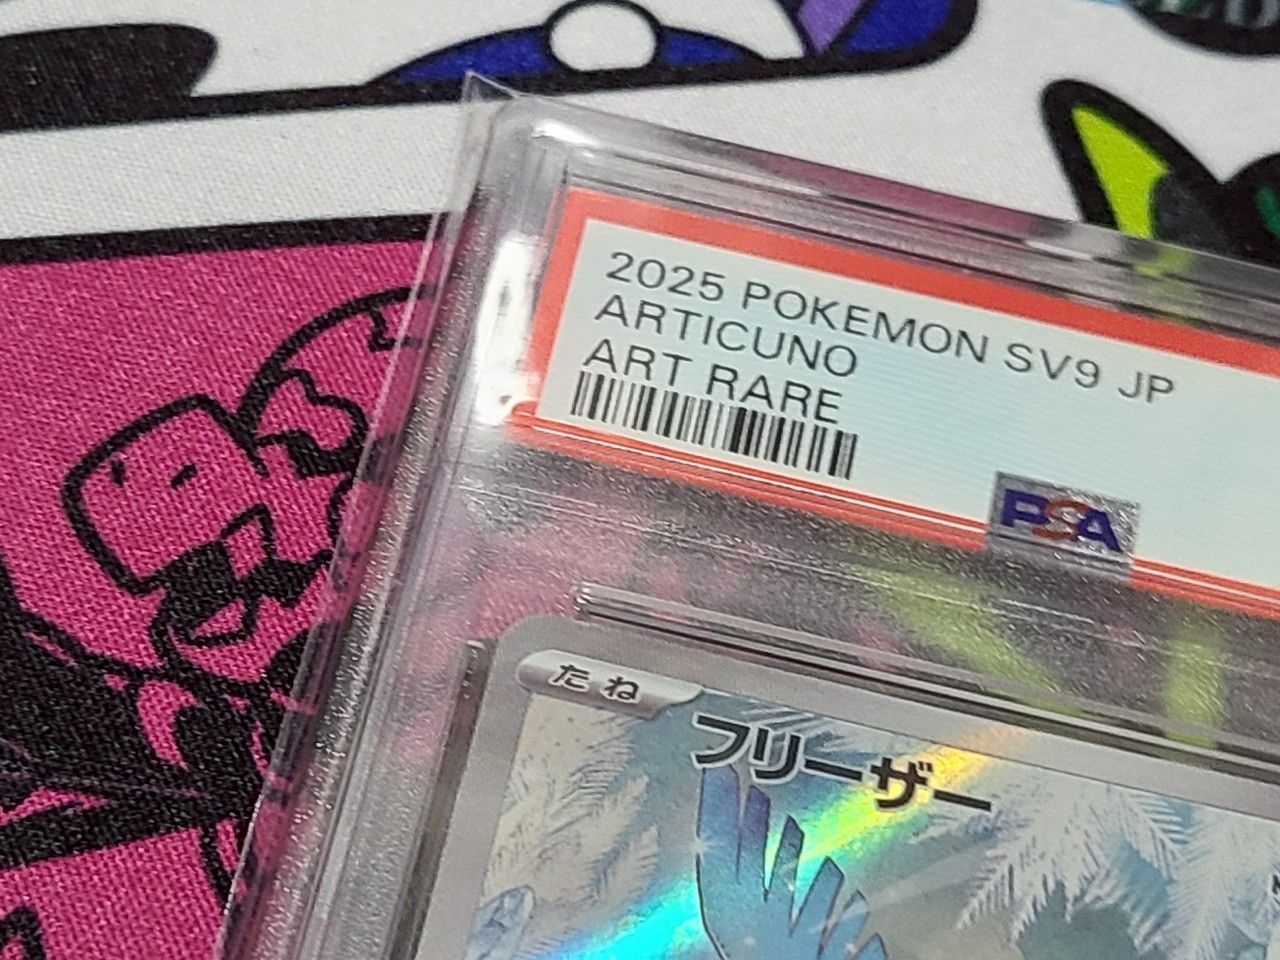 2025 POKEMON SV9 JP
ARTICUNO
ART RARE
PSA
たね
フリーザー